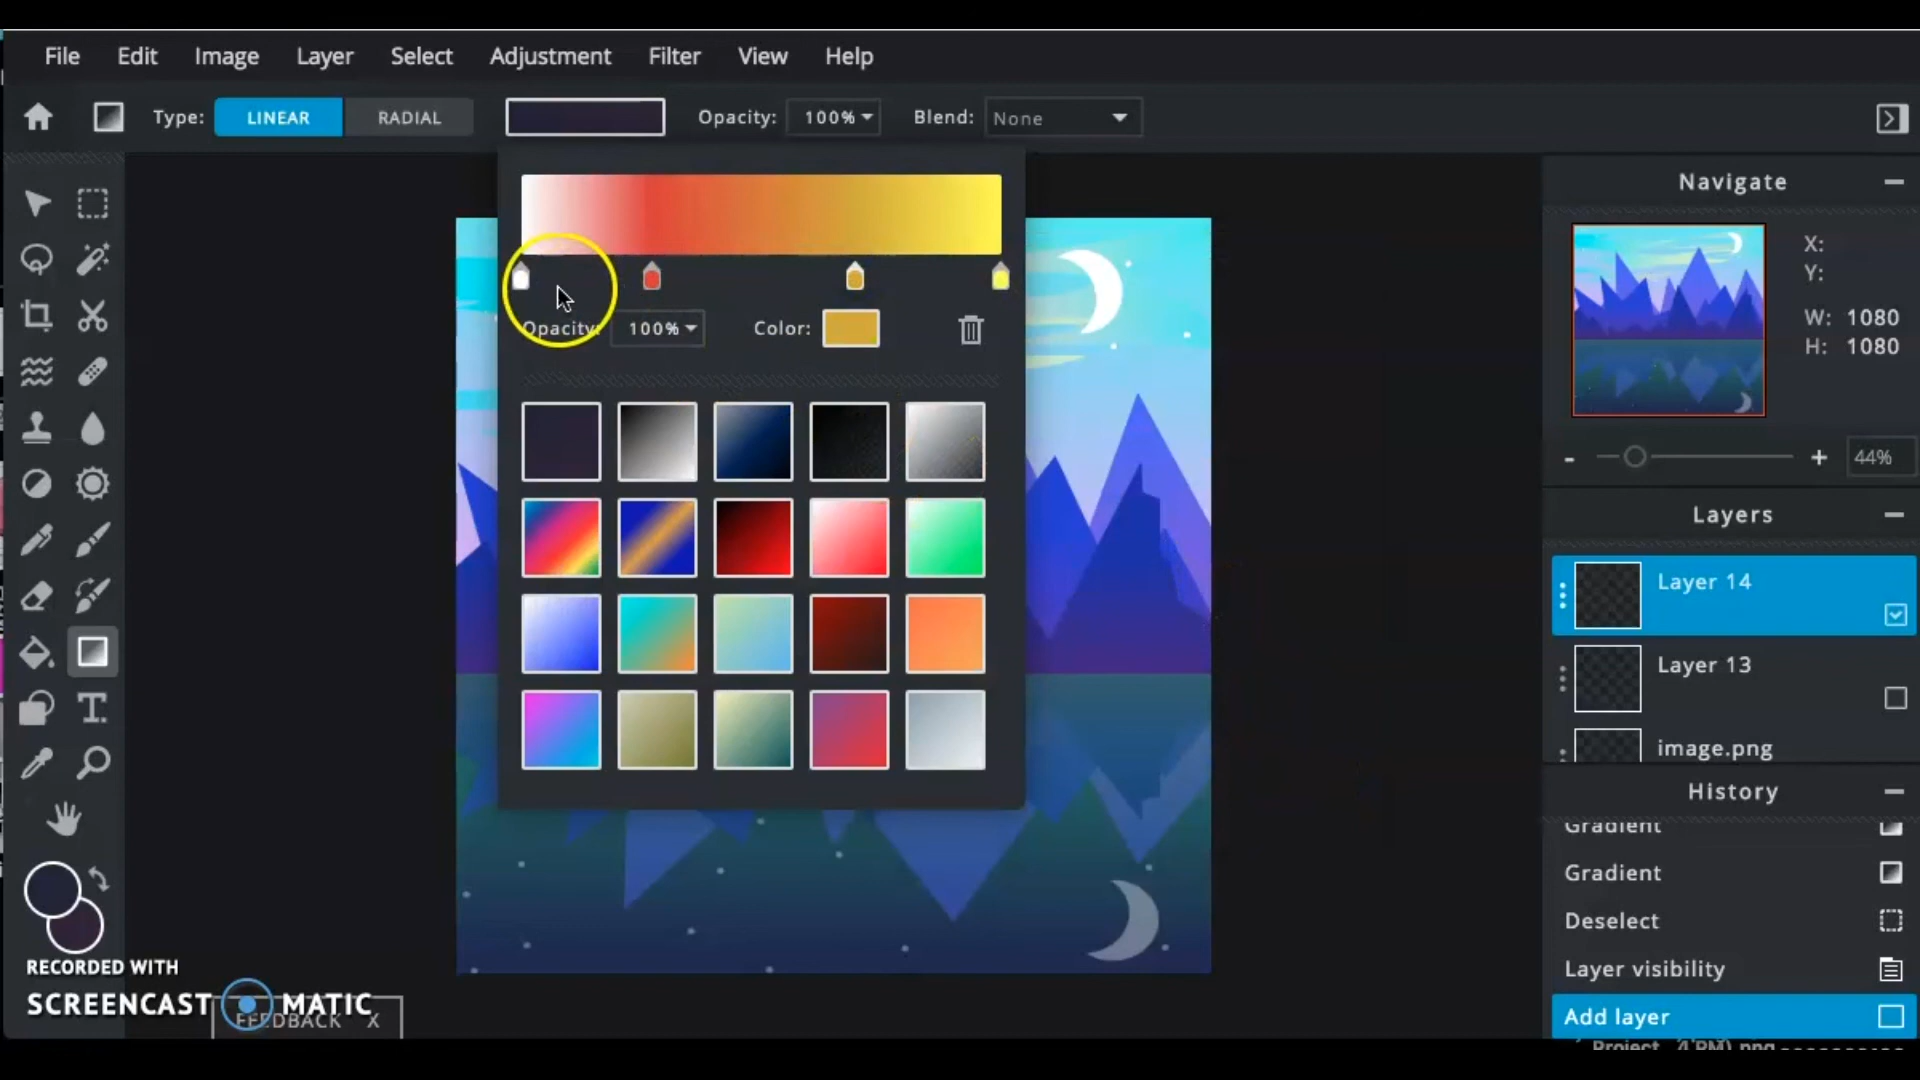 File Edit Image Layer Select Adjustment Filter View Help
Type: LINEAR RADIAL Opacity: 100% Blend: None
Navigate
X:
Y:
W: 1080
H: 1080
Opacity: 100% Color:
- + 44%
Layers
Layer 14
Layer 13
image.png
History
Gradient
Gradient
Deselect
Layer visibility
Add layer
RECORDED WITH
SCREENCAST MATIC
FEEDBACK X